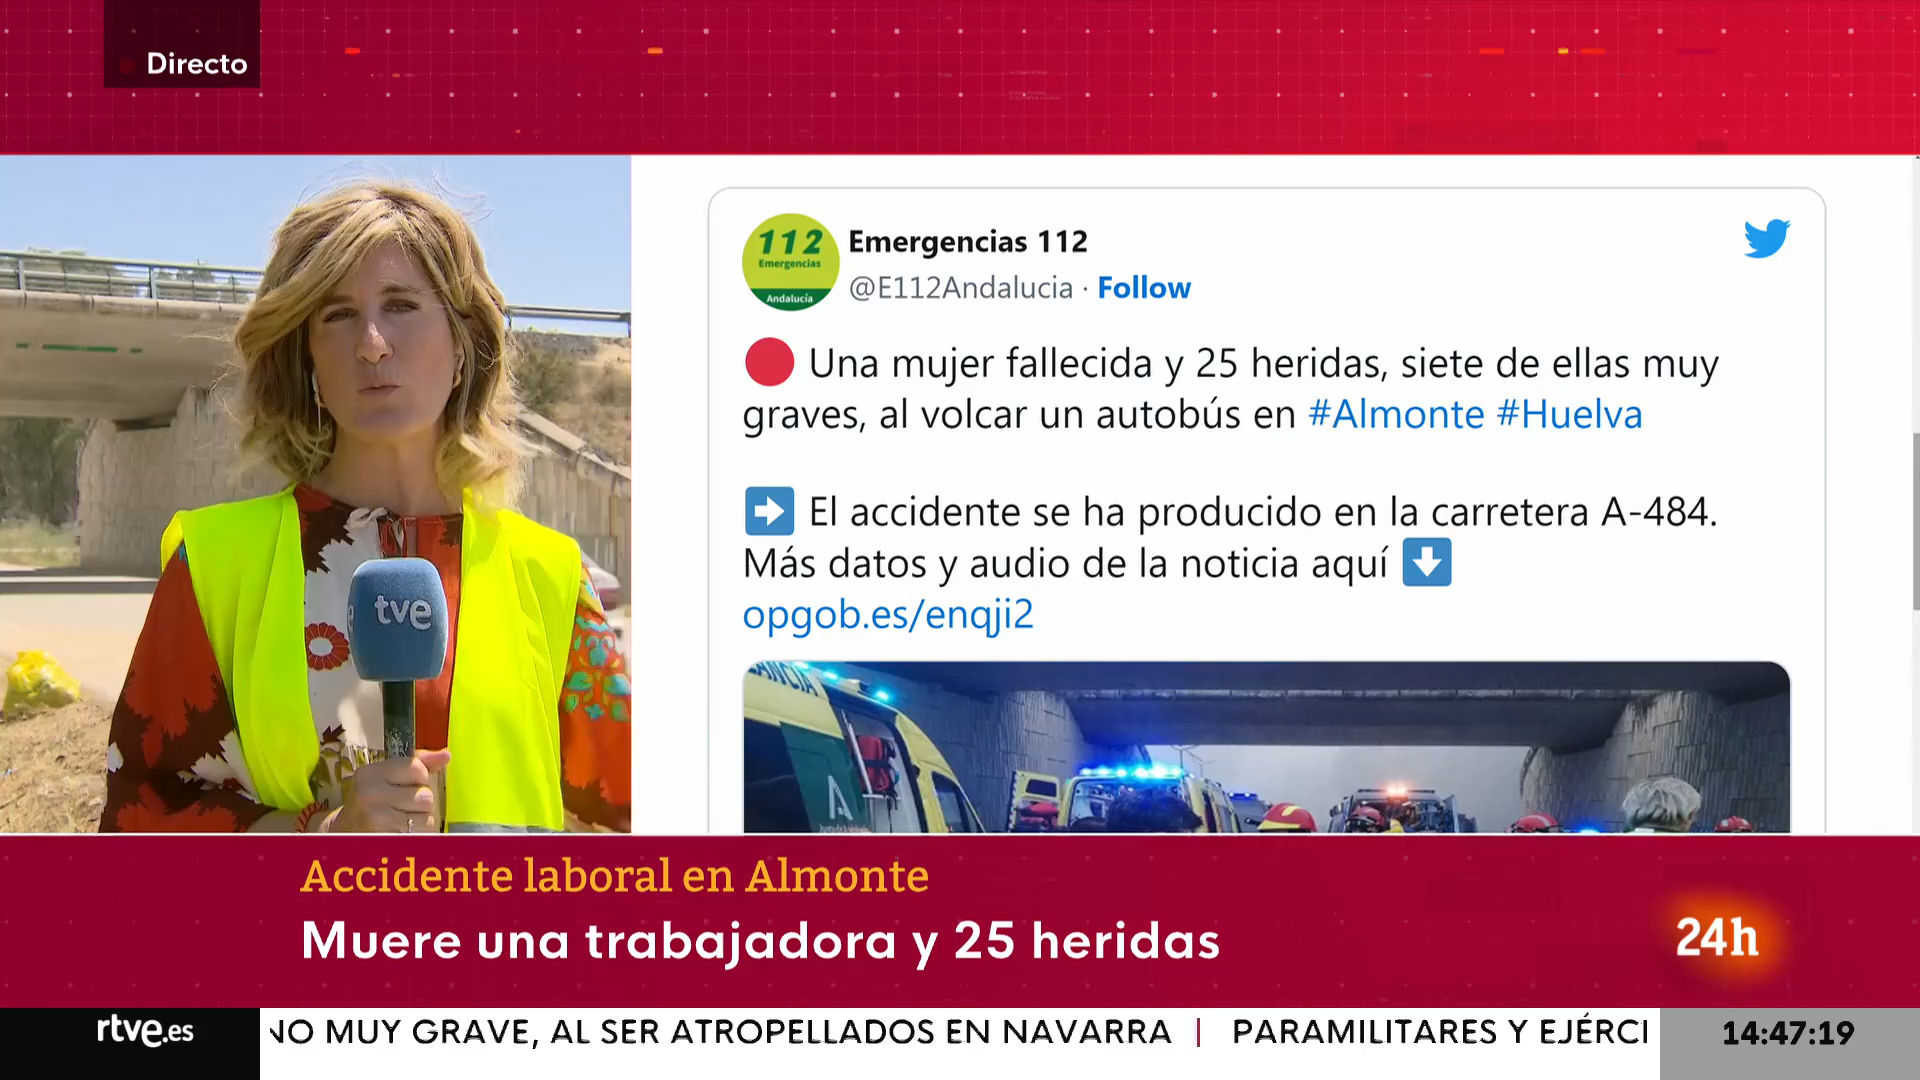 Directo
112
Emergencias
Andalucía
Emergencias 112
@E112Andalucia · Follow
Una mujer fallecida y 25 heridas, siete de ellas muy
graves, al volcar un autobús en #Almonte #Huelva
El accidente se ha producido en la carretera A-484.
Más datos y audio de la noticia aquí
opgob.es/enqji2
tve
Accidente laboral en Almonte
Muere una trabajadora y 25 heridas
24h
rtve.es
NO MUY GRAVE, AL SER ATROPELLADOS EN NAVARRA | PARAMILITARES Y EJÉRCI
14:47:19